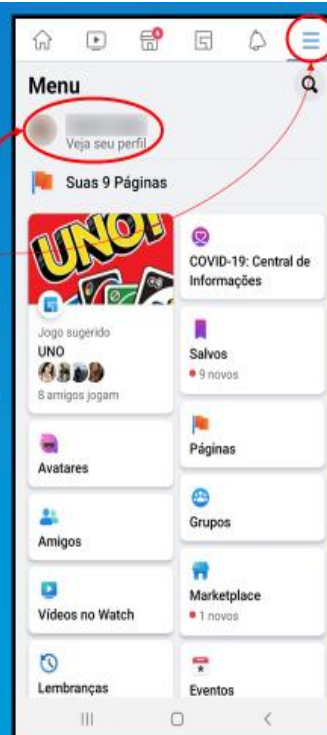 Menu
Veja seu perfil
Suas 9 Páginas
UNO!
Jogo sugerido
UNO
8 amigos jogam
Avatares
Amigos
Vídeos no Watch
Lembranças
COVID-19: Central de
Informações
Salvos
9 novos
Páginas
Grupos
Marketplace
1 novos
Eventos